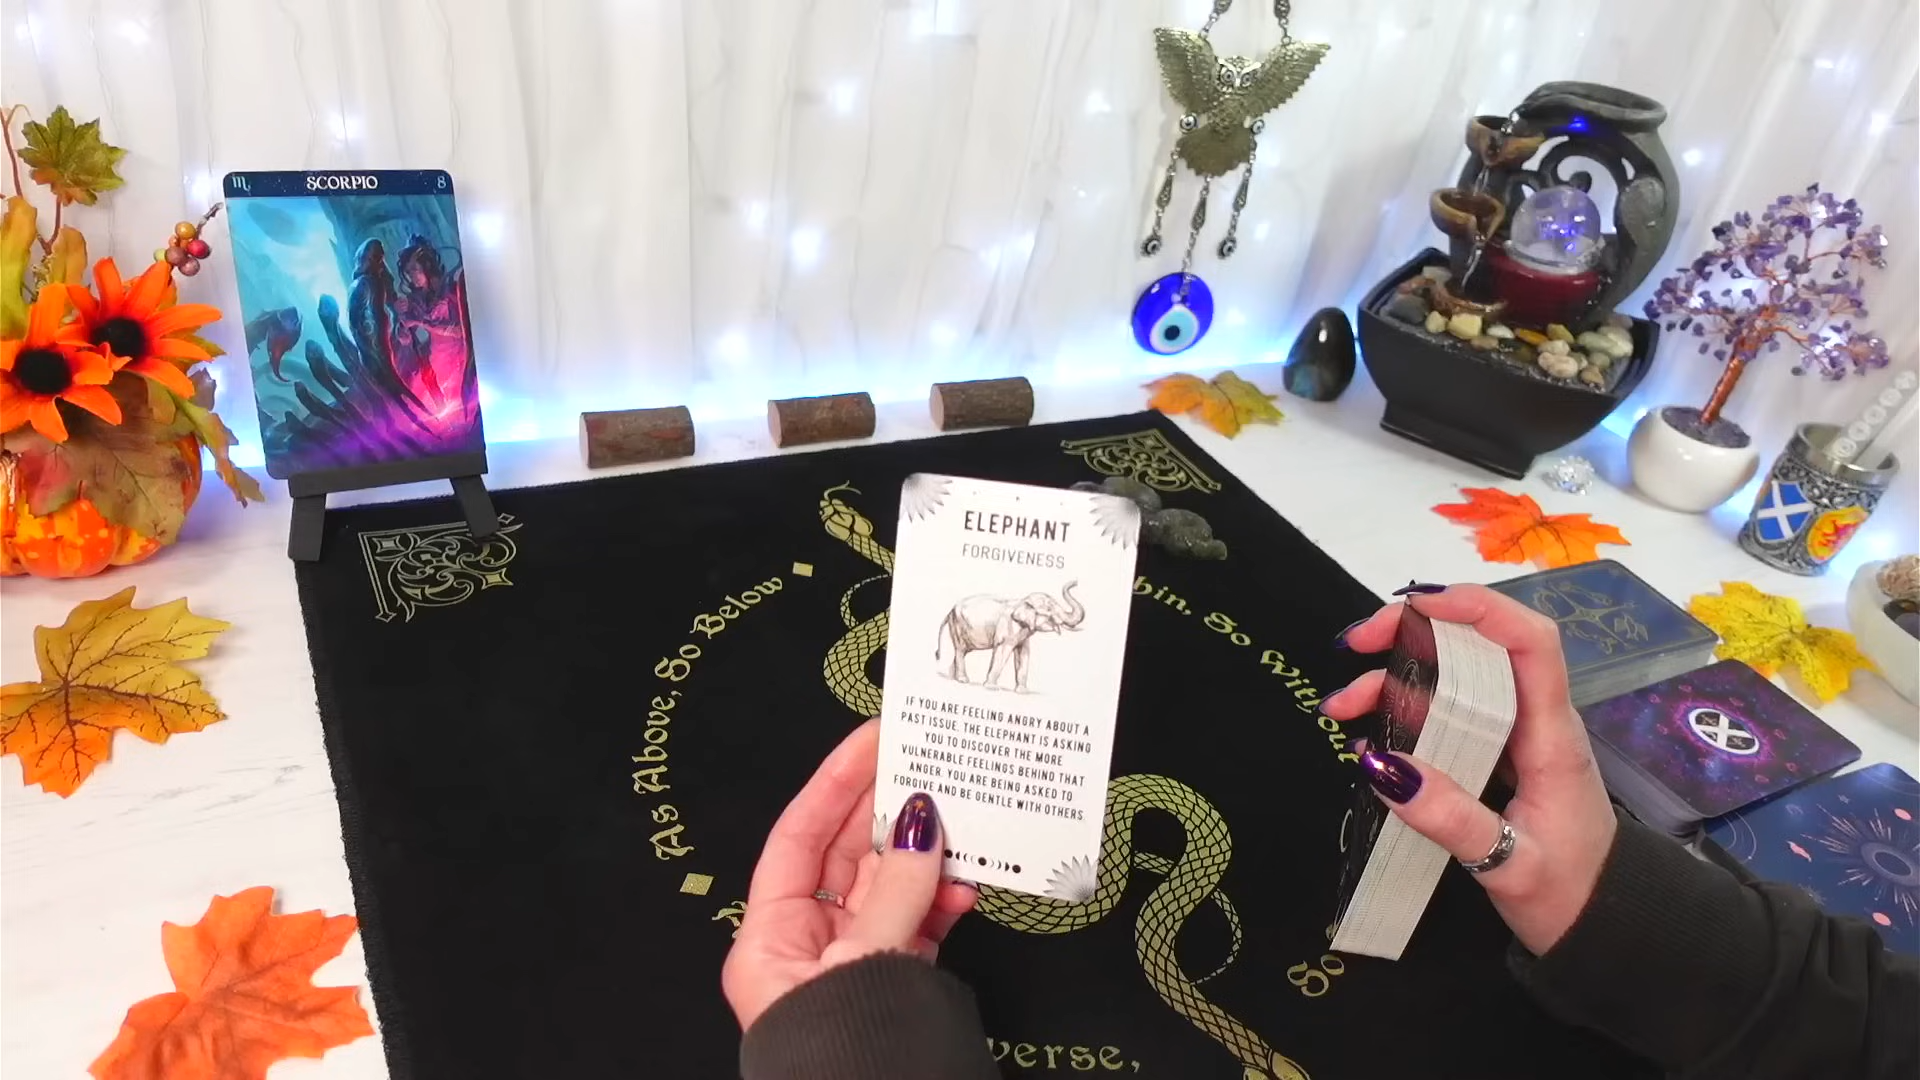 ♏ SCORPIO 8
ELEPHANT
FORGIVENESS
IF YOU ARE FEELING ANGRY ABOUT A
PAST ISSUE, THE ELEPHANT IS ASKING
YOU TO DISCOVER THE MORE
VULNERABLE FEELINGS BEHIND THAT
ANGER. YOU ARE BEING ASKED TO
FORGIVE AND BE GENTLE WITH OTHERS.
As Above, So Below
hin, So Without
So
verse,